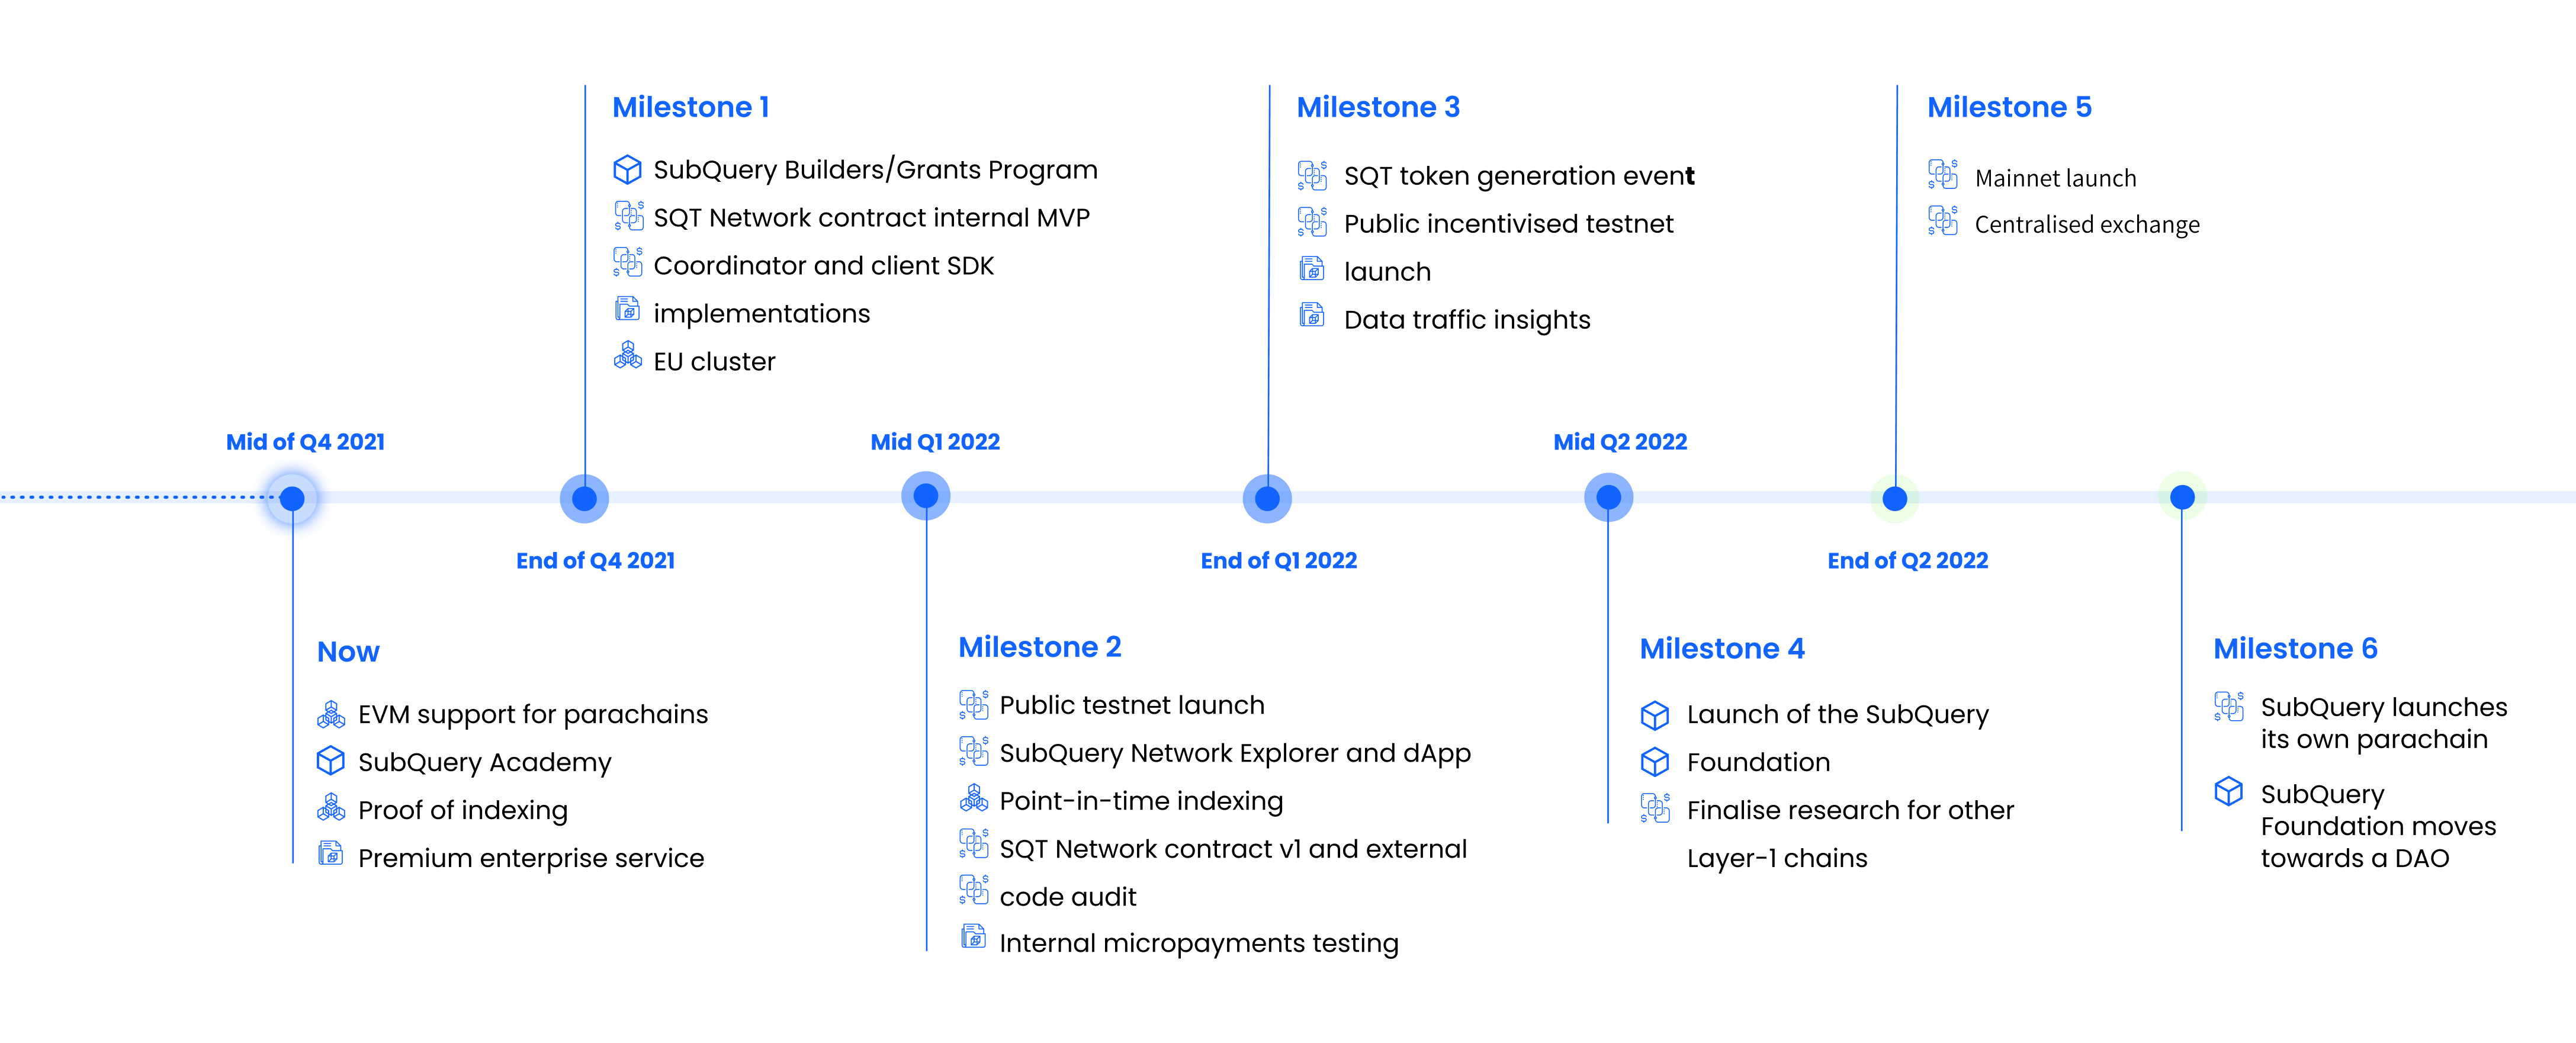 Milestone 1
SubQuery Builders/Grants Program
SQT Network contract internal MVP
Coordinator and client SDK
implementations
EU cluster
Milestone 3
SQT token generation event
Public incentivised testnet
launch
Data traffic insights
Milestone 5
Mainnet launch
Centralised exchange
Mid of Q4 2021
Mid Q1 2022
Mid Q2 2022
End of Q4 2021
End of Q1 2022
End of Q2 2022
Now
EVM support for parachains
SubQuery Academy
Proof of indexing
Premium enterprise service
Milestone 2
Public testnet launch
SubQuery Network Explorer and dApp
Point-in-time indexing
SQT Network contract v1 and external
code audit
Internal micropayments testing
Milestone 4
Launch of the SubQuery
Foundation
Finalise research for other
Layer-1 chains
Milestone 6
SubQuery launches
its own parachain
SubQuery
Foundation moves
towards a DAO